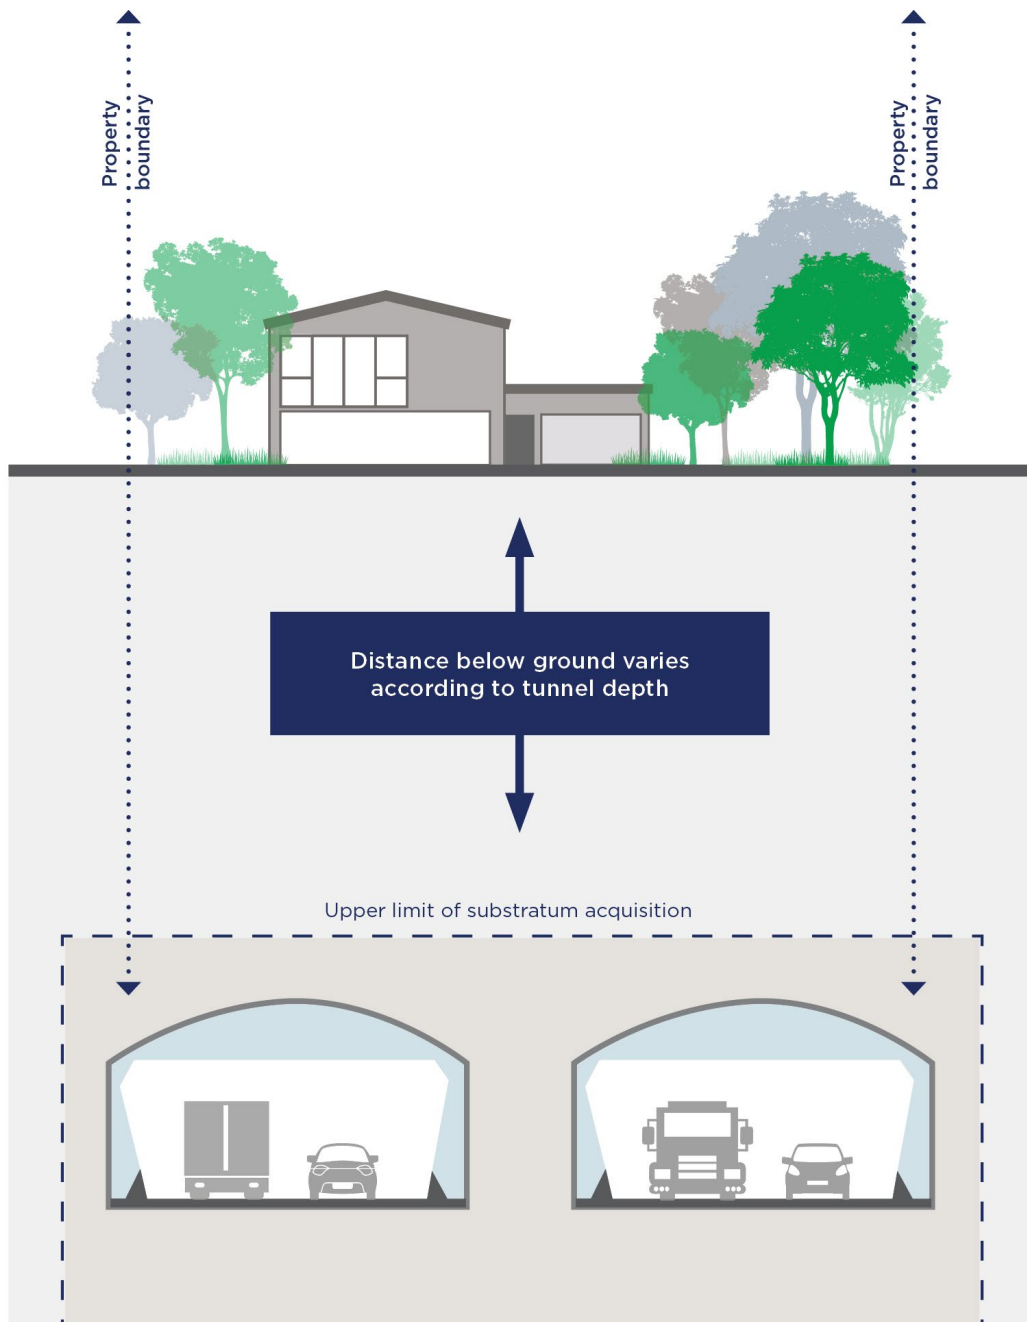 Property
boundary
Property
boundary
Distance below ground varies
according to tunnel depth
Upper limit of substratum acquisition